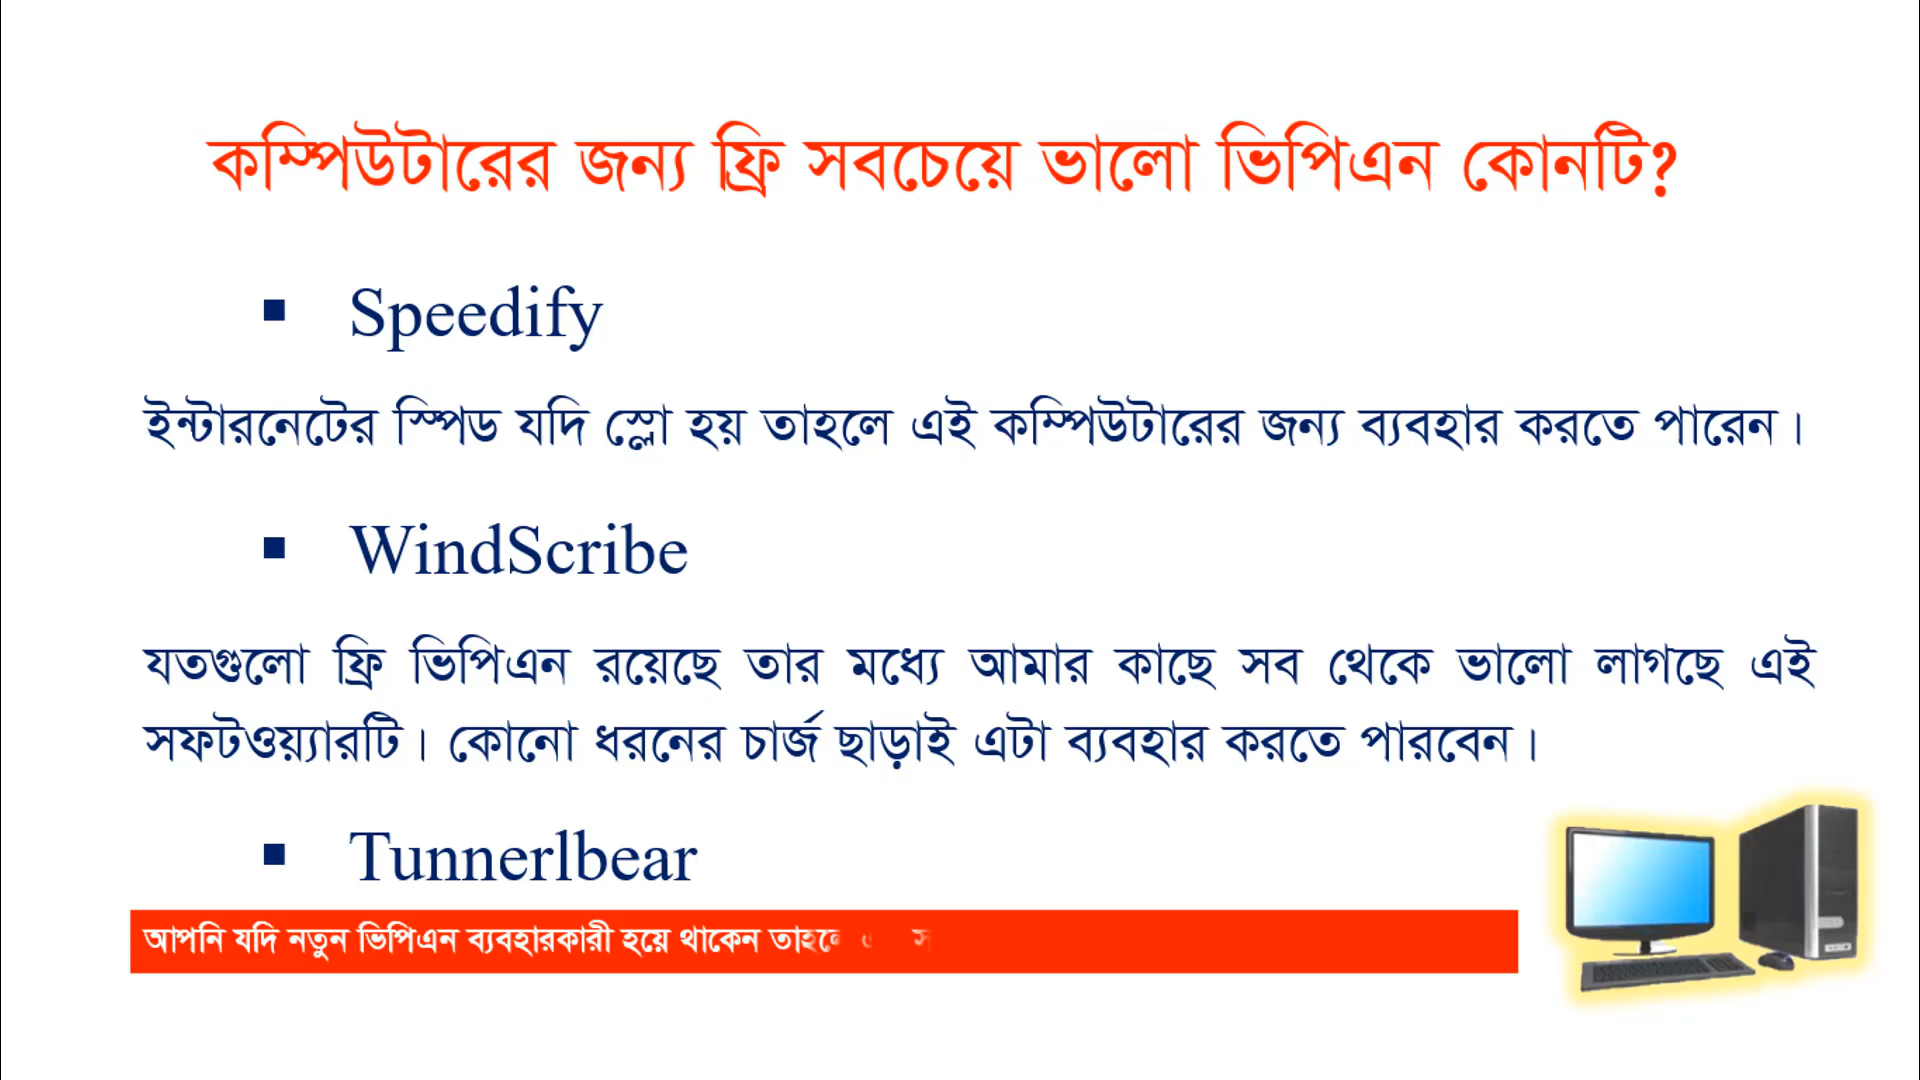 কম্পিউটারের জন্য ফ্রি সবচেয়ে ভালো ভিপিএন কোনটি?
▪ Speedify
ইন্টারনেটের স্পিড যদি স্লো হয় তাহলে এই কম্পিউটারের জন্য ব্যবহার করতে পারেন।
▪ WindScribe
যতগুলো ফ্রি ভিপিএন রয়েছে তার মধ্যে আমার কাছে সব থেকে ভালো লাগছে এই
সফটওয়্যারটি। কোনো ধরনের চার্জ ছাড়াই এটা ব্যবহার করতে পারবেন।
▪ Tunnerlbear
আপনি যদি নতুন ভিপিএন ব্যবহারকারী হয়ে থাকেন তাহলে